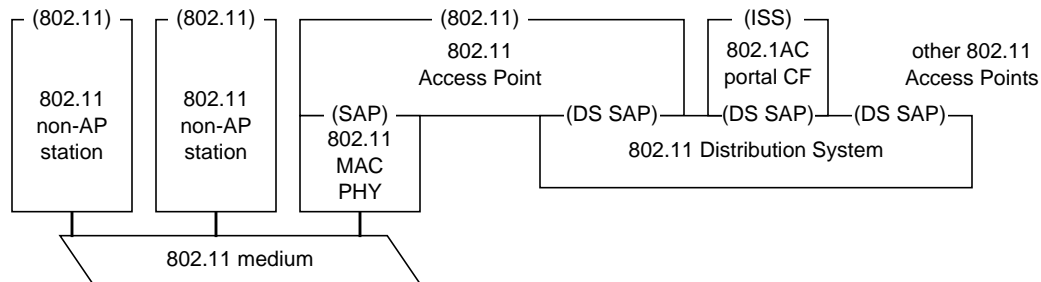 (802.11)
(802.11)
(802.11)
(ISS)
802.11
non-AP
station
802.11
non-AP
station
802.11
Access Point
802.1AC
portal CF
other 802.11
Access Points
(SAP)
(DS SAP)
(DS SAP)
(DS SAP)
802.11
MAC
PHY
802.11 Distribution System
802.11 medium